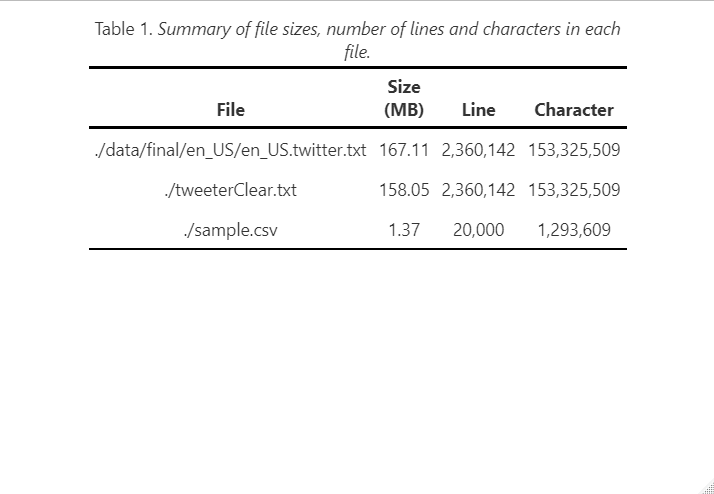 Table 1. Summary of file sizes, number of lines and characters in each
file.
Size
File (MB) Line Character
./data/final/en_US/en_US.twitter.txt 167.11 2,360,142 153,325,509
./tweeterClear.txt 158.05 2,360,142 153,325,509
./sample.csv 1.37 20,000 1,293,609